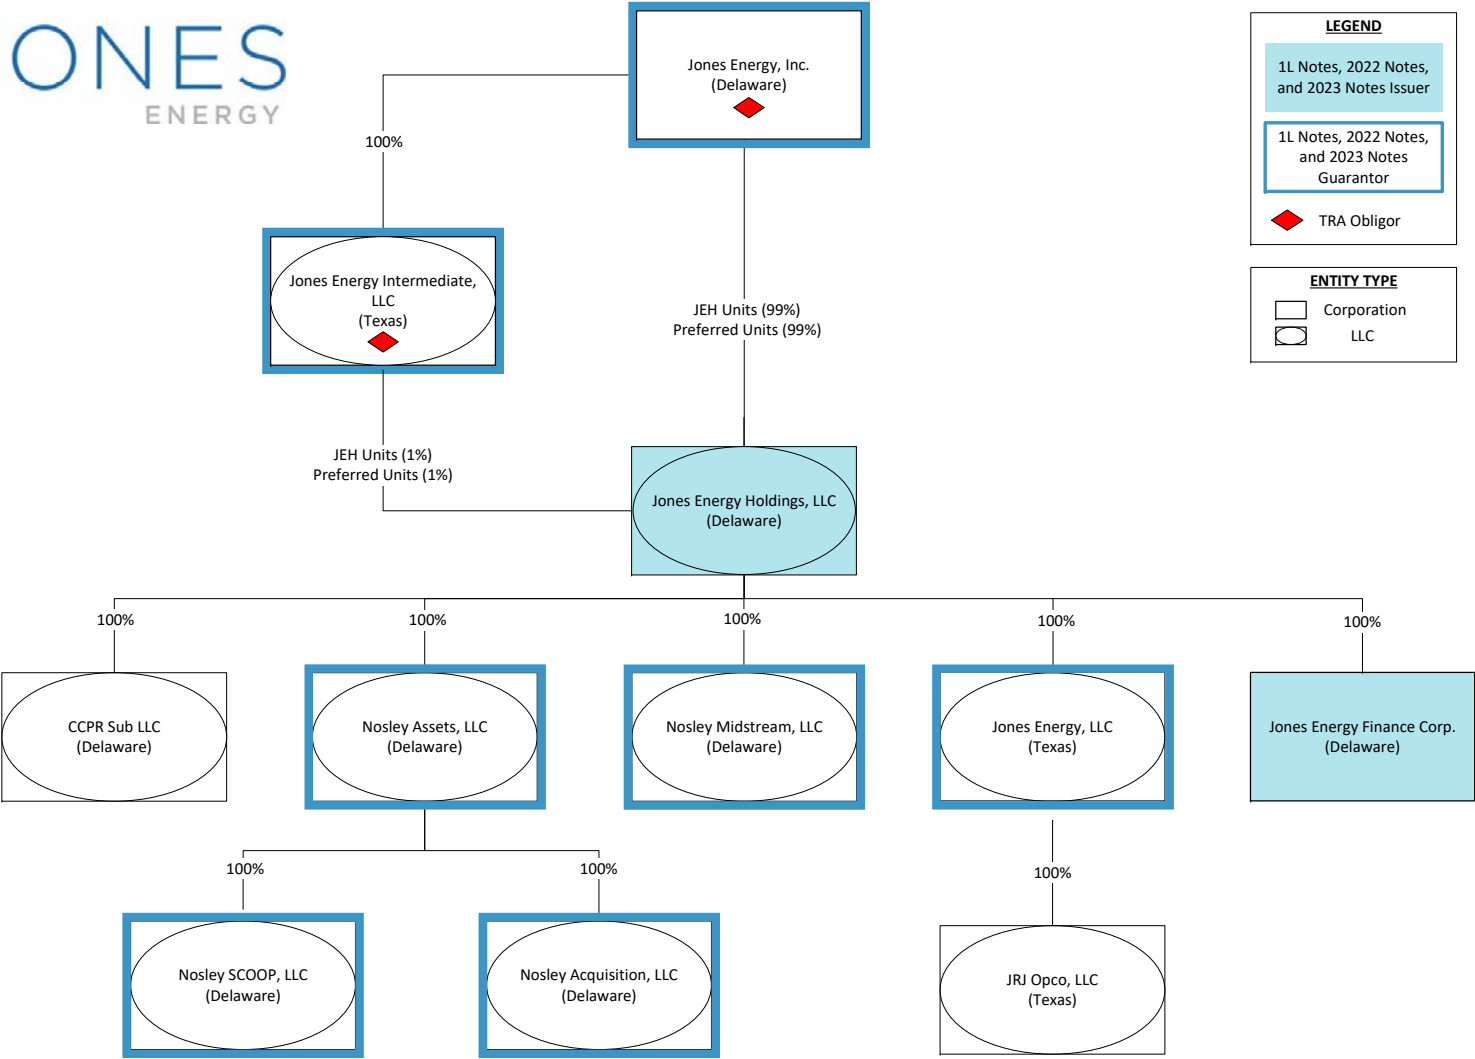 ONES
ENERGY
Jones Energy, Inc.
(Delaware)
LEGEND
1L Notes, 2022 Notes,
and 2023 Notes Issuer
1L Notes, 2022 Notes,
and 2023 Notes
Guarantor
TRA Obligor
ENTITY TYPE
Corporation
LLC
100%
Jones Energy Intermediate,
LLC
(Texas)
JEH Units (99%)
Preferred Units (99%)
JEH Units (1%)
Preferred Units (1%)
Jones Energy Holdings, LLC
(Delaware)
100%
100%
100%
100%
100%
CCPR Sub LLC
(Delaware)
Nosley Assets, LLC
(Delaware)
Nosley Midstream, LLC
(Delaware)
Jones Energy, LLC
(Texas)
Jones Energy Finance Corp.
(Delaware)
100%
100%
100%
Nosley SCOOP, LLC
(Delaware)
Nosley Acquisition, LLC
(Delaware)
JRJ Opco, LLC
(Texas)